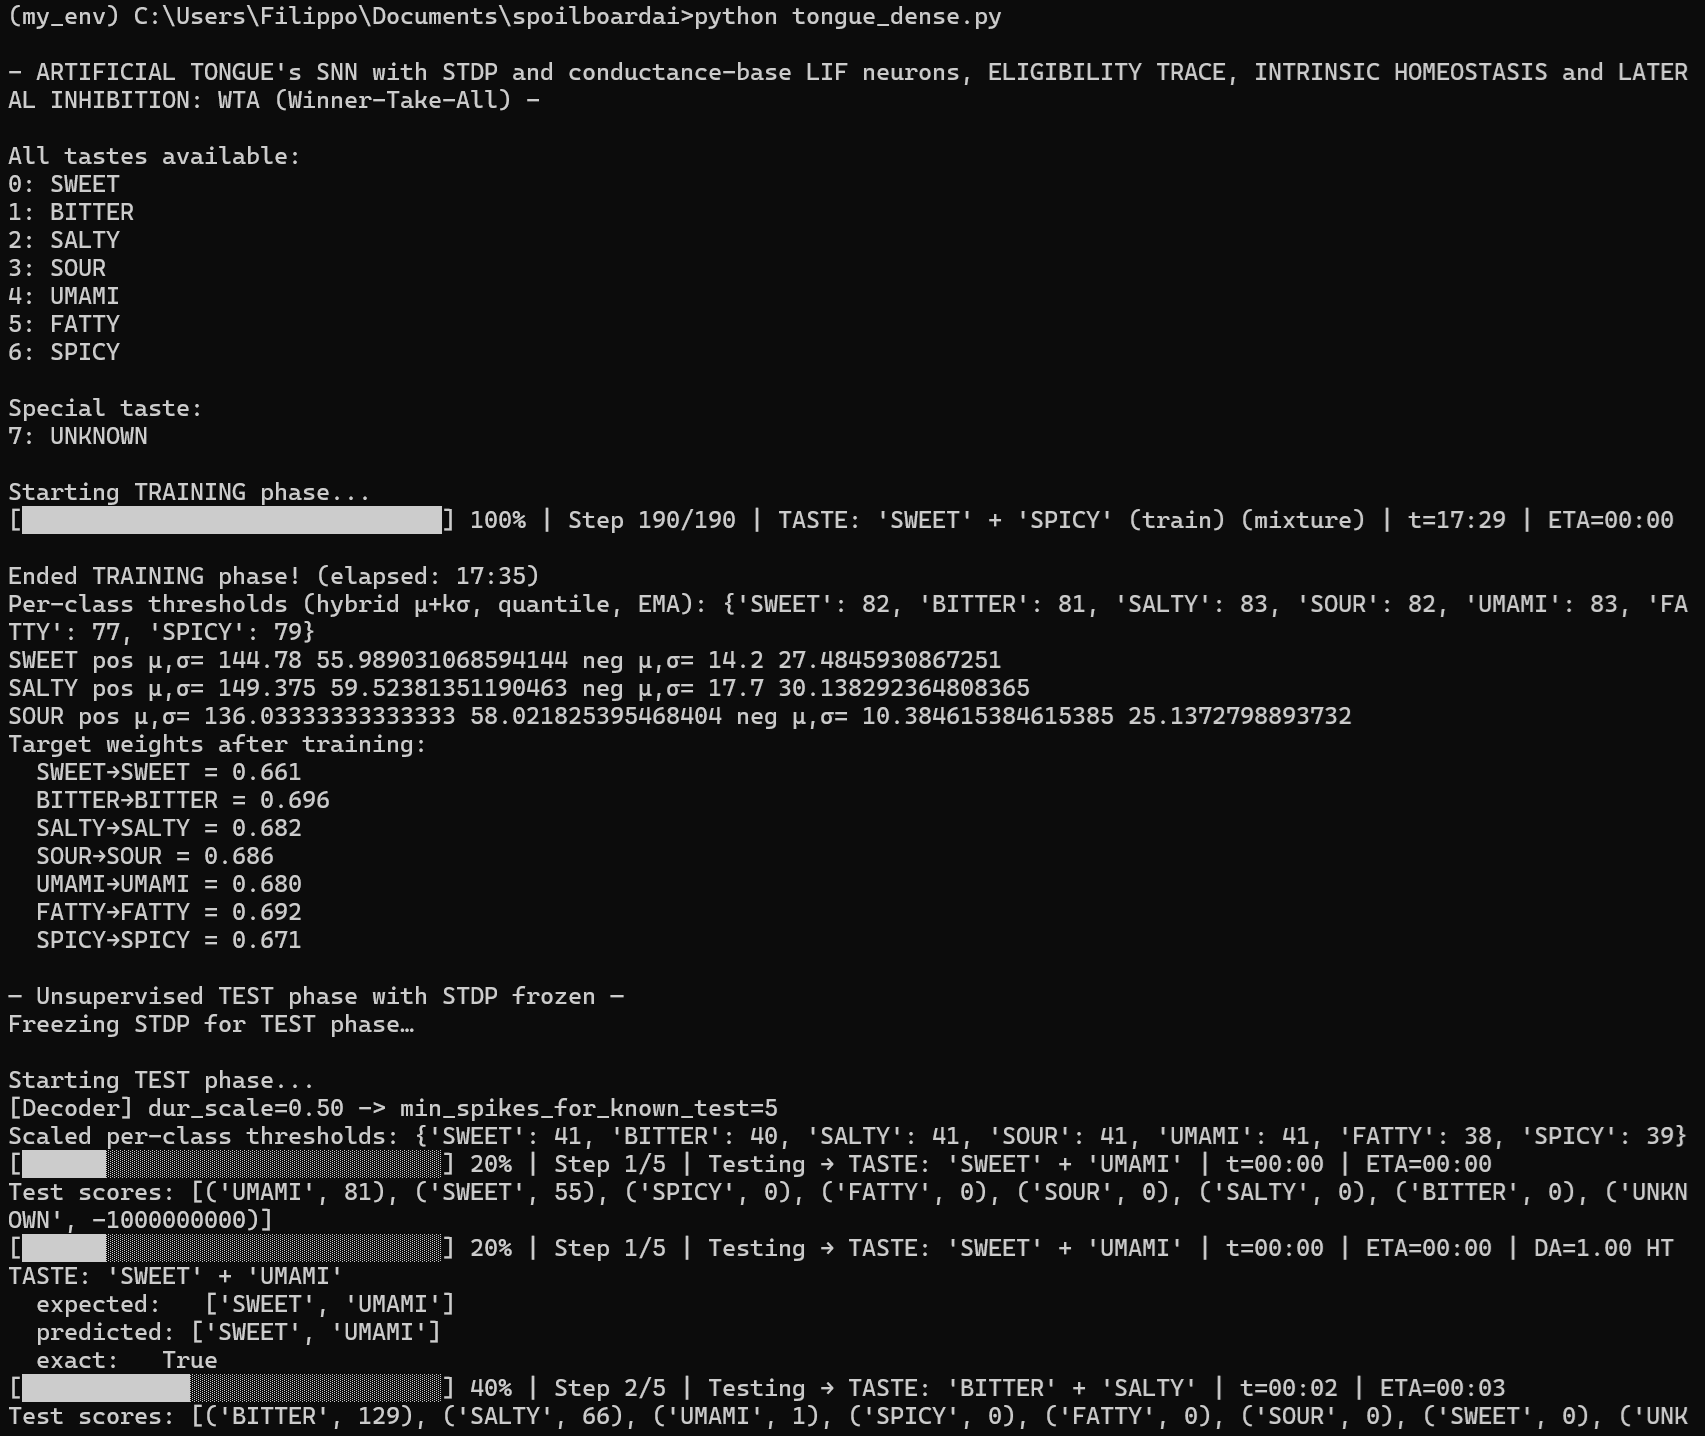 (my_env) C:\Users\Filippo\Documents\spoilboardai>python tongue_dense.py
- ARTIFICIAL TONGUE's SNN with STDP and conductance-base LIF neurons, ELIGIBILITY TRACE, INTRINSIC HOMEOSTASIS and LATER
AL INHIBITION: WTA (Winner-Take-All) -
All tastes available:
0: SWEET
1: BITTER
2: SALTY
3: SOUR
4: UMAMI
5: FATTY
6: SPICY
Special taste:
7: UNKNOWN
Starting TRAINING phase...
[██████████████████████████████] 100% | Step 190/190 | TASTE: 'SWEET' + 'SPICY' (train) (mixture) | t=17:29 | ETA=00:00
Ended TRAINING phase! (elapsed: 17:35)
Per-class thresholds (hybrid μ+kσ, quantile, EMA): {'SWEET': 82, 'BITTER': 81, 'SALTY': 83, 'SOUR': 82, 'UMAMI': 83, 'FA
TTY': 77, 'SPICY': 79}
SWEET pos μ,σ= 144.78 55.989031068594144 neg μ,σ= 14.2 27.4845930867251
SALTY pos μ,σ= 149.375 59.52381351190463 neg μ,σ= 17.7 30.138292364808365
SOUR pos μ,σ= 136.03333333333333 58.021825395468404 neg μ,σ= 10.384615384615385 25.1372798893732
Target weights after training:
  SWEET→SWEET = 0.661
  BITTER→BITTER = 0.696
  SALTY→SALTY = 0.682
  SOUR→SOUR = 0.686
  UMAMI→UMAMI = 0.680
  FATTY→FATTY = 0.692
  SPICY→SPICY = 0.671
— Unsupervised TEST phase with STDP frozen —
Freezing STDP for TEST phase…
Starting TEST phase...
[Decoder] dur_scale=0.50 -> min_spikes_for_known_test=5
Scaled per-class thresholds: {'SWEET': 41, 'BITTER': 40, 'SALTY': 41, 'SOUR': 41, 'UMAMI': 41, 'FATTY': 38, 'SPICY': 39}
[██████░░░░░░░░░░░░░░░░░░░░░░░░] 20% | Step 1/5 | Testing → TASTE: 'SWEET' + 'UMAMI' | t=00:00 | ETA=00:00
Test scores: [('UMAMI', 81), ('SWEET', 55), ('SPICY', 0), ('FATTY', 0), ('SOUR', 0), ('SALTY', 0), ('BITTER', 0), ('UNKN
OWN', -1000000000)]
[██████░░░░░░░░░░░░░░░░░░░░░░░░] 20% | Step 1/5 | Testing → TASTE: 'SWEET' + 'UMAMI' | t=00:00 | ETA=00:00 | DA=1.00 HT
TASTE: 'SWEET' + 'UMAMI'
  expected:   ['SWEET', 'UMAMI']
  predicted: ['SWEET', 'UMAMI']
  exact:   True
[████████████░░░░░░░░░░░░░░░░░░] 40% | Step 2/5 | Testing → TASTE: 'BITTER' + 'SALTY' | t=00:02 | ETA=00:03
Test scores: [('BITTER', 129), ('SALTY', 66), ('UMAMI', 1), ('SPICY', 0), ('FATTY', 0), ('SOUR', 0), ('SWEET', 0), ('UNK